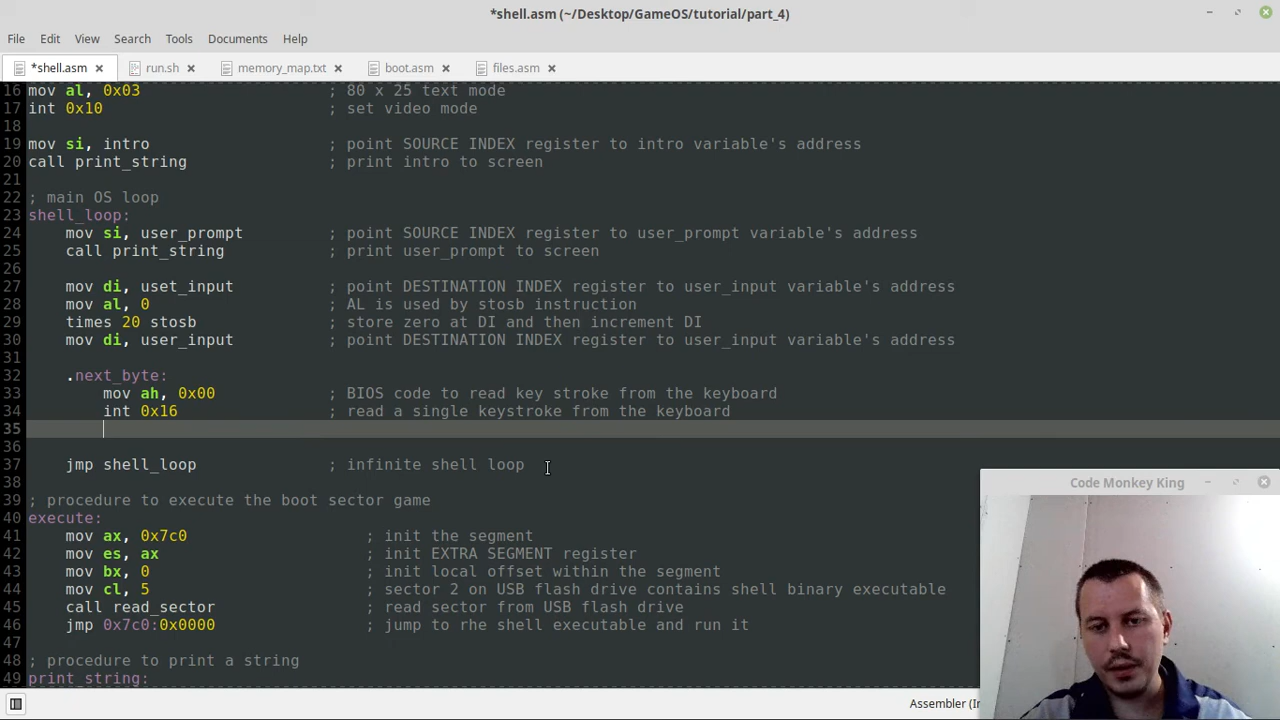 *shell.asm (~/Desktop/GameOS/tutorial/part_4)
File Edit View Search Tools Documents Help
*shell.asm run.sh memory_map.txt boot.asm files.asm
16 mov al, 0x03 ; 80 x 25 text mode
17 int 0x10 ; set video mode
18
19 mov si, intro ; point SOURCE INDEX register to intro variable's address
20 call print_string ; print intro to screen
21
22 ; main OS loop
23 shell_loop:
24 mov si, user_prompt ; point SOURCE INDEX register to user_prompt variable's address
25 call print_string ; print user_prompt to screen
26
27 mov di, uset_input ; point DESTINATION INDEX register to user_input variable's address
28 mov al, 0 ; AL is used by stosb instruction
29 times 20 stosb ; store zero at DI and then increment DI
30 mov di, user_input ; point DESTINATION INDEX register to user_input variable's address
31
32 .next_byte:
33 mov ah, 0x00 ; BIOS code to read key stroke from the keyboard
34 int 0x16 ; read a single keystroke from the keyboard
35
36
37 jmp shell_loop ; infinite shell loop
38
39 ; procedure to execute the boot sector game
40 execute:
41 mov ax, 0x7c0 ; init the segment
42 mov es, ax ; init EXTRA SEGMENT register
43 mov bx, 0 ; init local offset within the segment
44 mov cl, 5 ; sector 2 on USB flash drive contains shell binary executable
45 call read_sector ; read sector from USB flash drive
46 jmp 0x7c0:0x0000 ; jump to rhe shell executable and run it
47
48 ; procedure to print a string
49 print_string:
Code Monkey King
Assembler (In